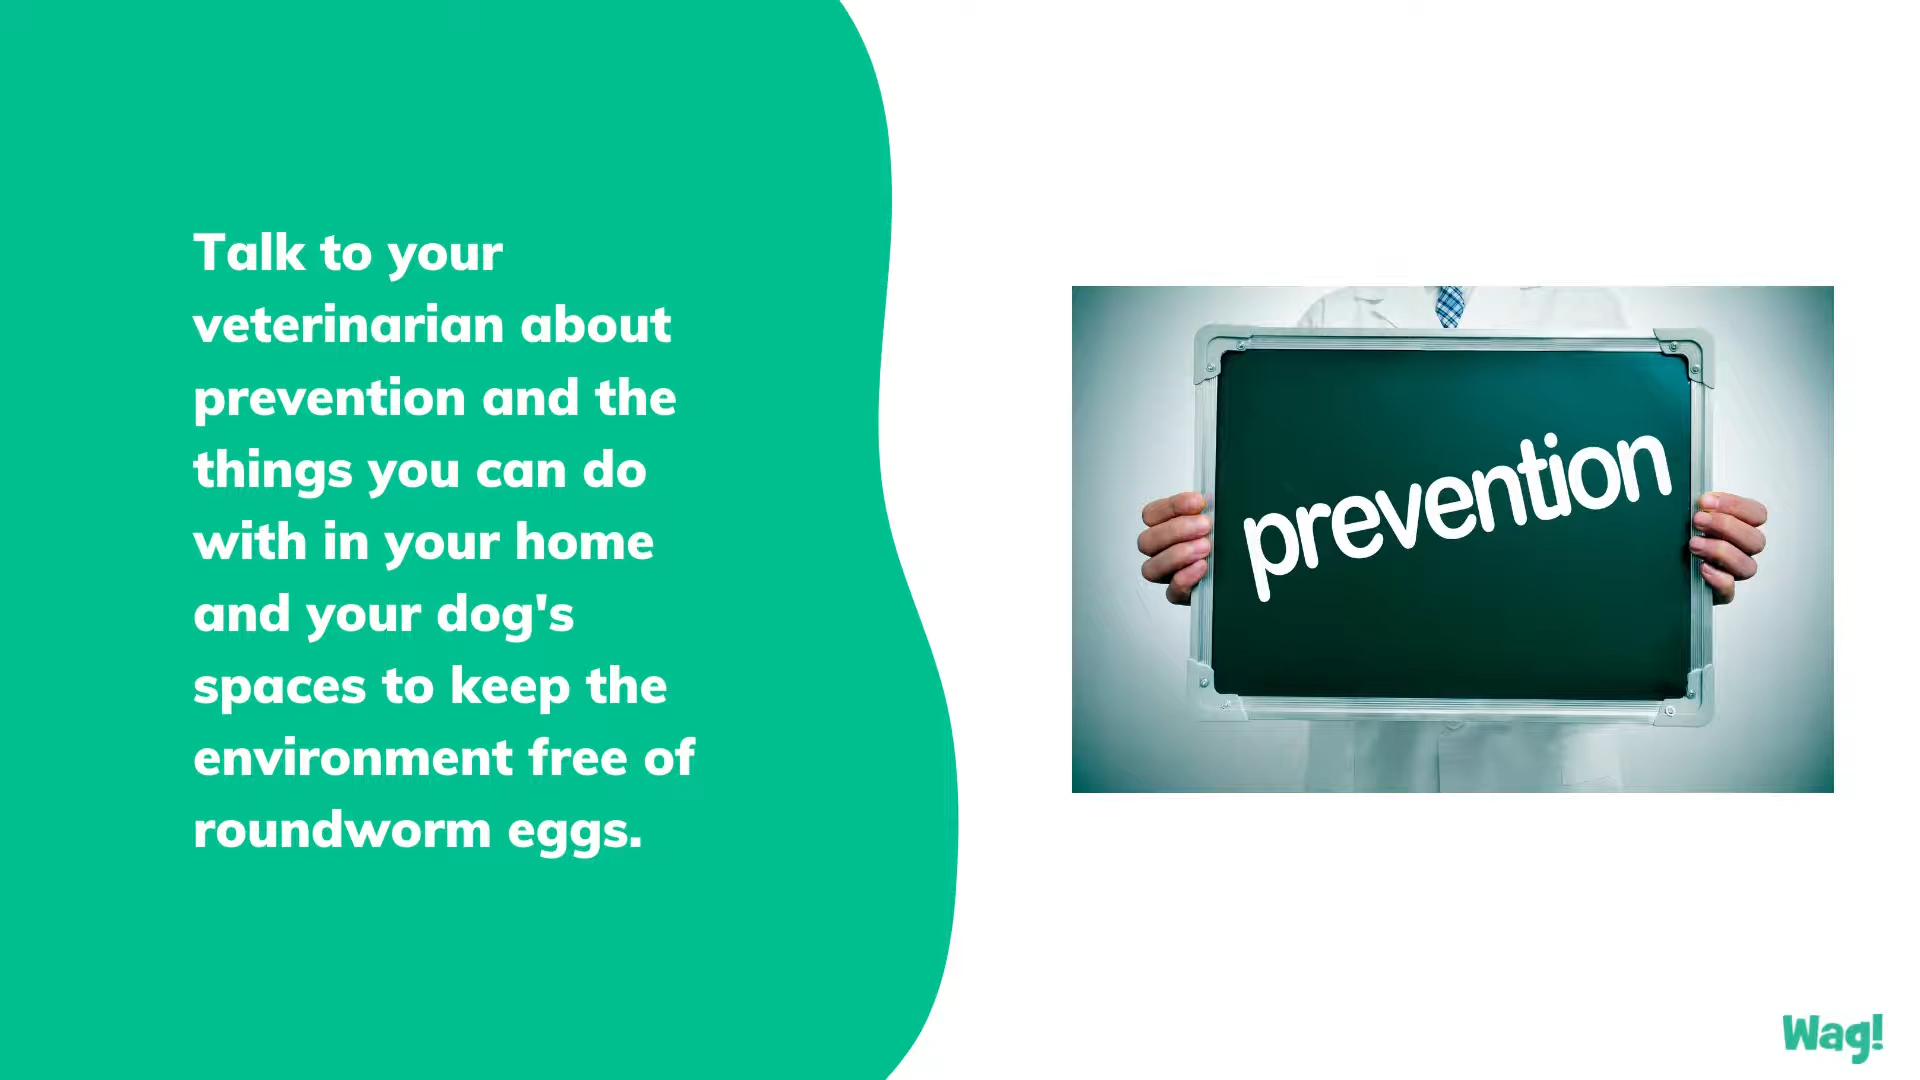 Talk to your
veterinarian about
prevention and the
things you can do
with in your home
and your dog's
spaces to keep the
environment free of
roundworm eggs.
prevention
Wag!